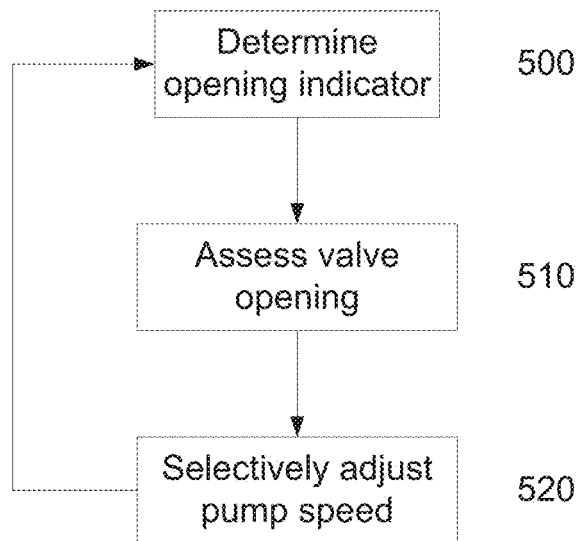 Determine
opening indicator
500
Assess valve
opening
510
Selectively adjust
pump speed
520